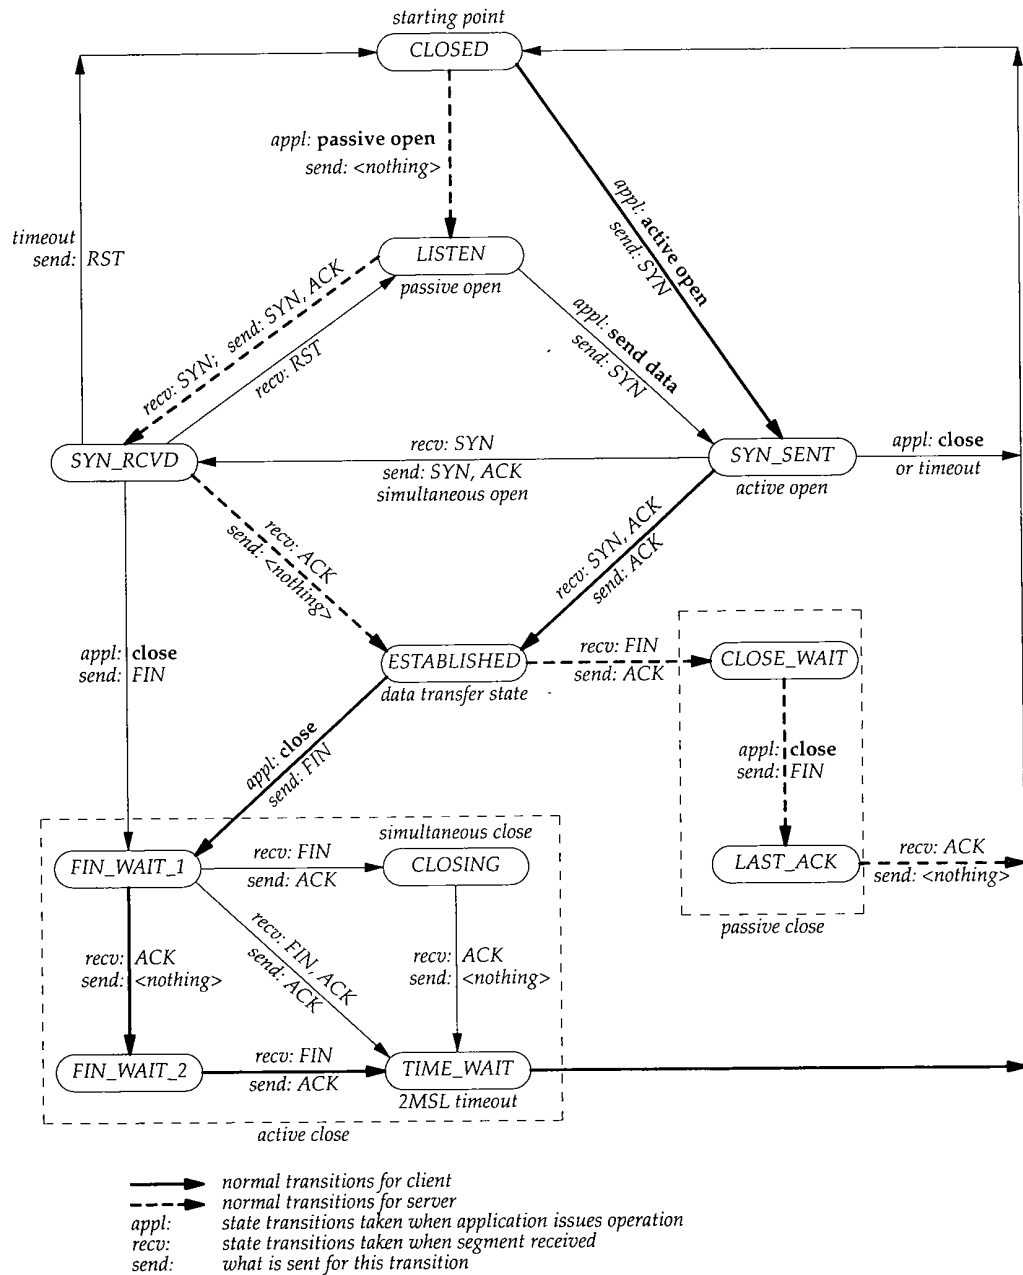 starting point
CLOSED
appl: passive open
send: <nothing>
appl: active open
send: SYN
timeout
send: RST
LISTEN
passive open
recv: SYN; send: SYN, ACK
recv: RST
appl: send data
send: SYN
SYN_RCVD
recv: SYN
send: SYN, ACK
simultaneous open
SYN_SENT
active open
appl: close
or timeout
recv: ACK
send: <nothing>
recv: SYN, ACK
send: ACK
appl: close
send: FIN
ESTABLISHED
data transfer state
recv: FIN
send: ACK
CLOSE_WAIT
appl: close
send: FIN
appl: close
send: FIN
simultaneous close
FIN_WAIT_1
recv: FIN
send: ACK
CLOSING
LAST_ACK
recv: ACK
send: <nothing>
passive close
recv: ACK
send: <nothing>
recv: FIN, ACK
send: ACK
recv: ACK
send: <nothing>
FIN_WAIT_2
recv: FIN
send: ACK
TIME_WAIT
2MSL timeout
active close
normal transitions for client
normal transitions for server
appl: state transitions taken when application issues operation
recv: state transitions taken when segment received
send: what is sent for this transition